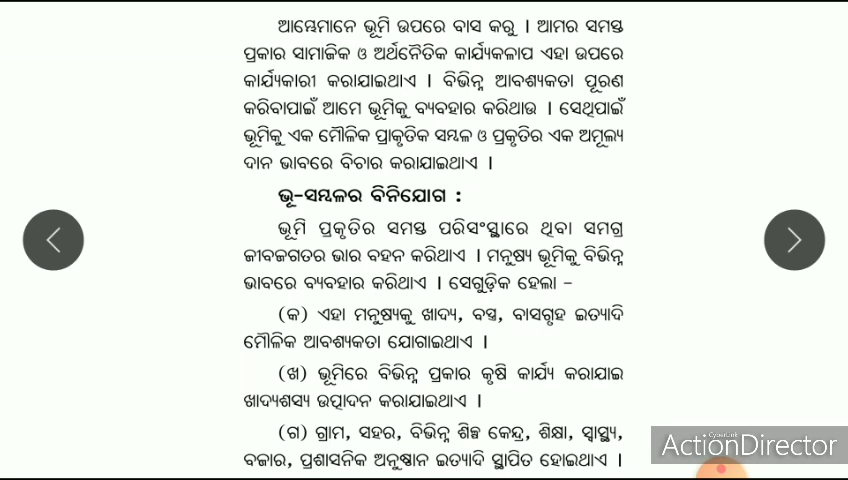 ଆମ୍ଭେମାନେ ଭୂମି ଉପରେ ବାସ କରୁ । ଆମର ସମସ୍ତ
ପ୍ରକାର ସାମାଜିକ ଓ ଅର୍ଥନୈତିକ କାର୍ଯ୍ୟକଳାପ ଏହା ଉପରେ
କାର୍ଯ୍ୟକାରୀ କରାଯାଇଥାଏ । ବିଭିନ୍ନ ଆବଶ୍ୟକତା ପୂରଣ
କରିବାପାଇଁ ଆମେ ଭୂମିକୁ ବ୍ୟବହାର କରିଥାଉ । ସେଥିପାଇଁ
ଭୂମିକୁ ଏକ ମୌଳିକ ପ୍ରାକୃତିକ ସମ୍ବଳ ଓ ପ୍ରକୃତିର ଏକ ଅମୂଲ୍ୟ
ଦାନ ଭାବରେ ବିଚାର କରାଯାଇଥାଏ ।
ଭୂ-ସମ୍ବଳର ବିନିଯୋଗ :
ଭୂମି ପ୍ରକୃତିର ସମସ୍ତ ପରିସଂସ୍ଥାରେ ଥିବା ସମଗ୍ର
ଜୀବଜଗତର ଭାର ବହନ କରିଥାଏ । ମନୁଷ୍ୟ ଭୂମିକୁ ବିଭିନ୍ନ
ଭାବରେ ବ୍ୟବହାର କରିଥାଏ । ସେଗୁଡ଼ିକ ହେଲା –
(କ) ଏହା ମନୁଷ୍ୟକୁ ଖାଦ୍ୟ, ବସ୍ତ୍ର, ବାସଗୃହ ଇତ୍ୟାଦି
ମୌଳିକ ଆବଶ୍ୟକତା ଯୋଗାଇଥାଏ ।
(ଖ) ଭୂମିରେ ବିଭିନ୍ନ ପ୍ରକାର କୃଷି କାର୍ଯ୍ୟ କରାଯାଇ
ଖାଦ୍ୟଶସ୍ୟ ଉତ୍ପାଦନ କରାଯାଇଥାଏ ।
(ଗ) ଗ୍ରାମ, ସହର, ବିଭିନ୍ନ ଶିଳ୍ପ କେନ୍ଦ୍ର, ଶିକ୍ଷା, ସ୍ୱାସ୍ଥ୍ୟ,
ବଜାର, ପ୍ରଶାସନିକ ଅନୁଷ୍ଠାନ ଇତ୍ୟାଦି ସ୍ଥାପିତ ହୋଇଥାଏ ।
CyberLink
ActionDirector